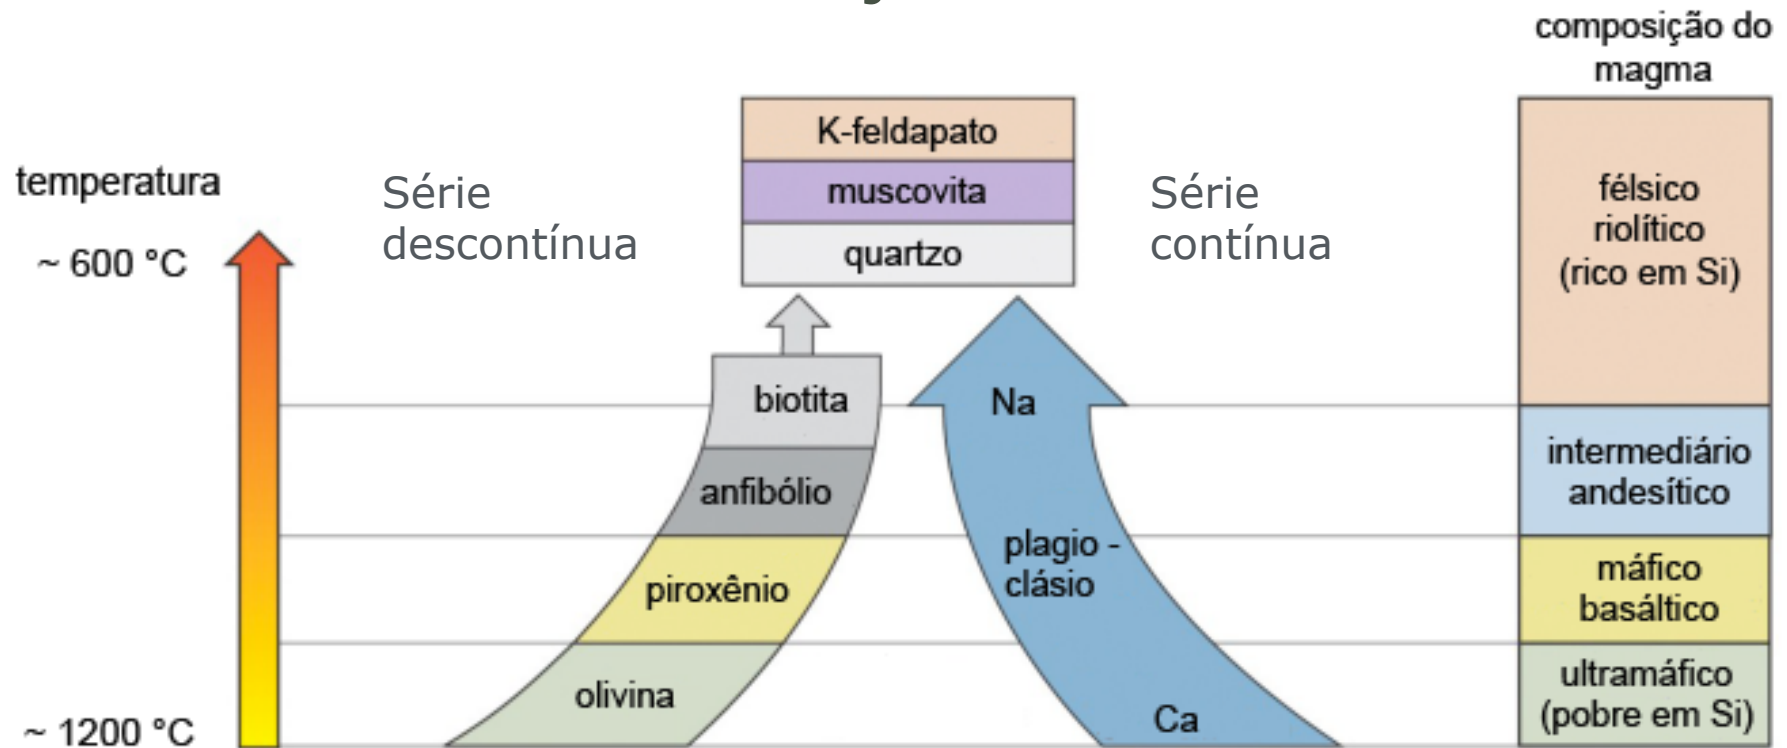 composição do
magma
K-feldapato
muscovita
quartzo
temperatura
~ 600 °C
Série
descontínua
Série
contínua
félsico
riolítico
(rico em Si)
biotita
Na
anfibólio
intermediário
andesítico
piroxênio
plagio -
clásio
máfico
basáltico
olivina
Ca
ultramáfico
(pobre em Si)
~ 1200 °C